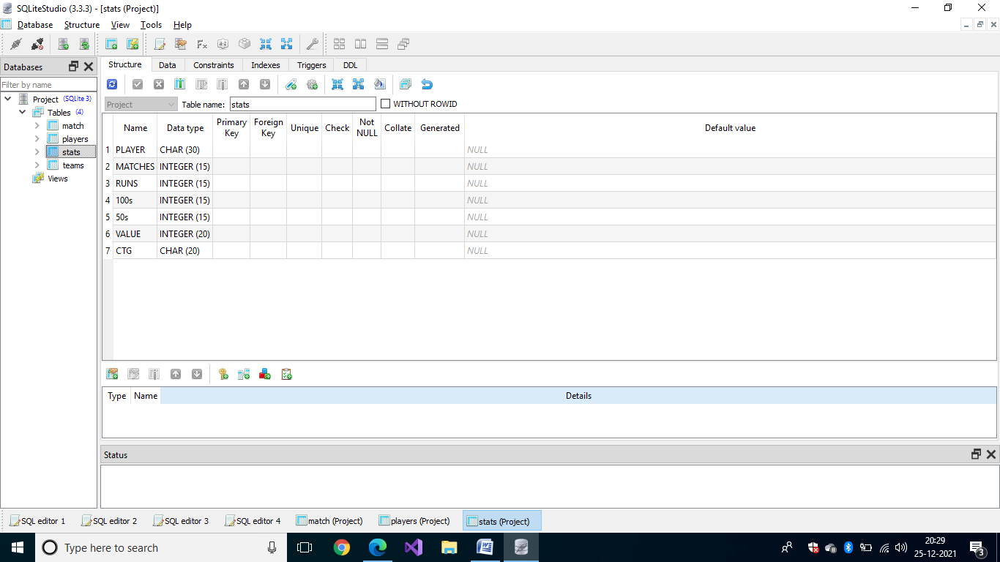 SQLiteStudio (3.3.3) - [stats (Project)]
Database Structure View Tools Help
Databases
Filter by name
Project (SQLite 3)
Tables (4)
match
players
stats
teams
Views
Structure Data Constraints Indexes Triggers DDL
Project Table name: stats WITHOUT ROWID
Name Data type Primary Key Foreign Key Unique Check Not NULL Collate Generated Default value
1 PLAYER CHAR (30) NULL
2 MATCHES INTEGER (15) NULL
3 RUNS INTEGER (15) NULL
4 100s INTEGER (15) NULL
5 50s INTEGER (15) NULL
6 VALUE INTEGER (20) NULL
7 CTG CHAR (20) NULL
Type Name Details
Status
SQL editor 1 SQL editor 2 SQL editor 3 SQL editor 4 match (Project) players (Project) stats (Project)
Type here to search
20:29
25-12-2021
3